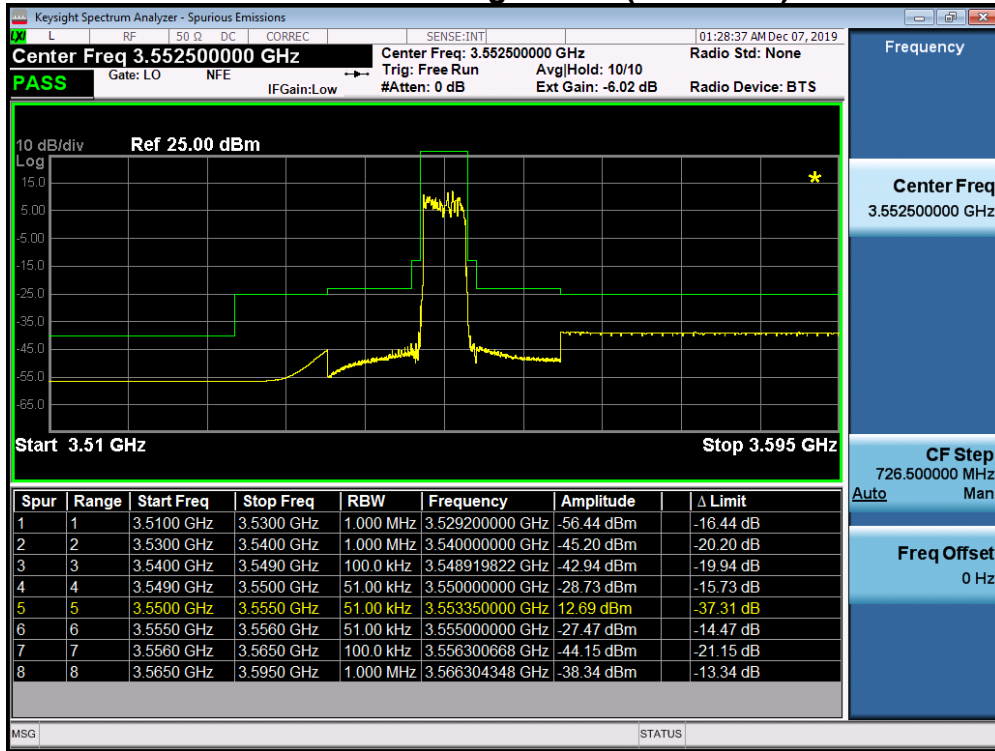 Keysight Spectrum Analyzer - Spurious Emissions
LXI L RF 50 Ω DC CORREC SENSE:INT 01:28:37 AM Dec 07, 2019
Center Freq 3.552500000 GHz Center Freq: 3.552500000 GHz Radio Std: None
Gate: LO NFE Trig: Free Run Avg|Hold: 10/10
PASS IFGain:Low #Atten: 0 dB Ext Gain: -6.02 dB Radio Device: BTS
10 dB/div Ref 25.00 dBm
Log
15.0
5.00
-5.00
-15.0
-25.0
-35.0
-45.0
-55.0
-65.0
*
Start 3.51 GHz Stop 3.595 GHz
Spur Range Start Freq Stop Freq RBW Frequency Amplitude Δ Limit
1 1 3.5100 GHz 3.5300 GHz 1.000 MHz 3.529200000 GHz -56.44 dBm -16.44 dB
2 2 3.5300 GHz 3.5400 GHz 1.000 MHz 3.540000000 GHz -45.20 dBm -20.20 dB
3 3 3.5400 GHz 3.5490 GHz 100.0 kHz 3.548919822 GHz -42.94 dBm -19.94 dB
4 4 3.5490 GHz 3.5500 GHz 51.00 kHz 3.550000000 GHz -28.73 dBm -15.73 dB
5 5 3.5500 GHz 3.5550 GHz 51.00 kHz 3.553350000 GHz 12.69 dBm -37.31 dB
6 6 3.5550 GHz 3.5560 GHz 51.00 kHz 3.555000000 GHz -27.47 dBm -14.47 dB
7 7 3.5560 GHz 3.5650 GHz 100.0 kHz 3.556300668 GHz -44.15 dBm -21.15 dB
8 8 3.5650 GHz 3.5950 GHz 1.000 MHz 3.566304348 GHz -38.34 dBm -13.34 dB
MSG STATUS
Frequency
Center Freq
3.552500000 GHz
CF Step
726.500000 MHz
Auto Man
Freq Offset
0 Hz